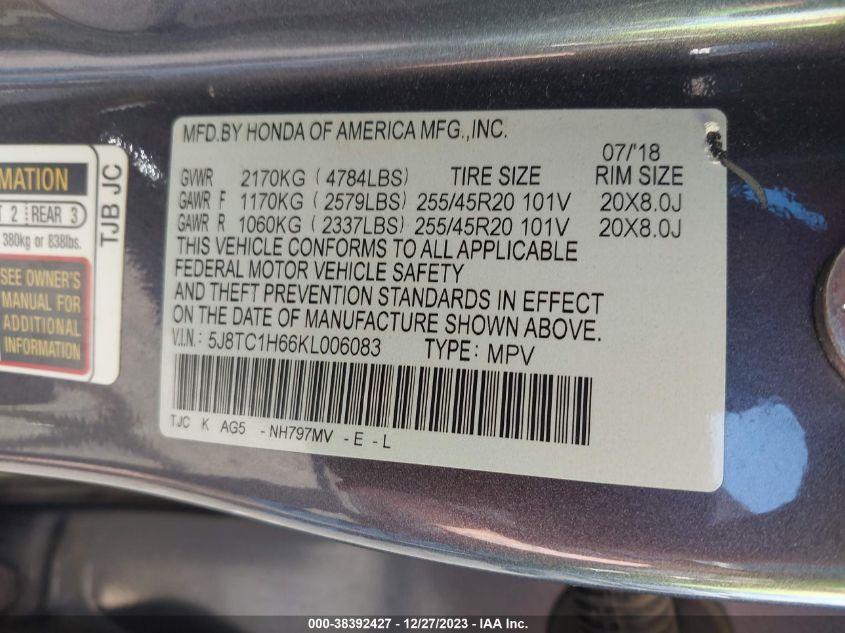 MFD.BY HONDA OF AMERICA MFG.,INC.
07/'18
GVWR 2170KG ( 4784LBS) TIRE SIZE RIM SIZE
GAWR F 1170KG ( 2579LBS) 255/45R20 101V 20X8.0J
GAWR R 1060KG ( 2337LBS) 255/45R20 101V 20X8.0J
THIS VEHICLE CONFORMS TO ALL APPLICABLE
FEDERAL MOTOR VEHICLE SAFETY
AND THEFT PREVENTION STANDARDS IN EFFECT
ON THE DATE OF MANUFACTURE SHOWN ABOVE.
V.I.N.: 5J8TC1H66KL006083 TYPE: MPV
TJC K AG5 -NH797MV -E -L
MATION
2 REAR 3
380kg or 838lbs.
SEE OWNER'S
MANUAL FOR
ADDITIONAL
INFORMATION
TJB JC
000-38392427 - 12/27/2023 - IAA Inc.